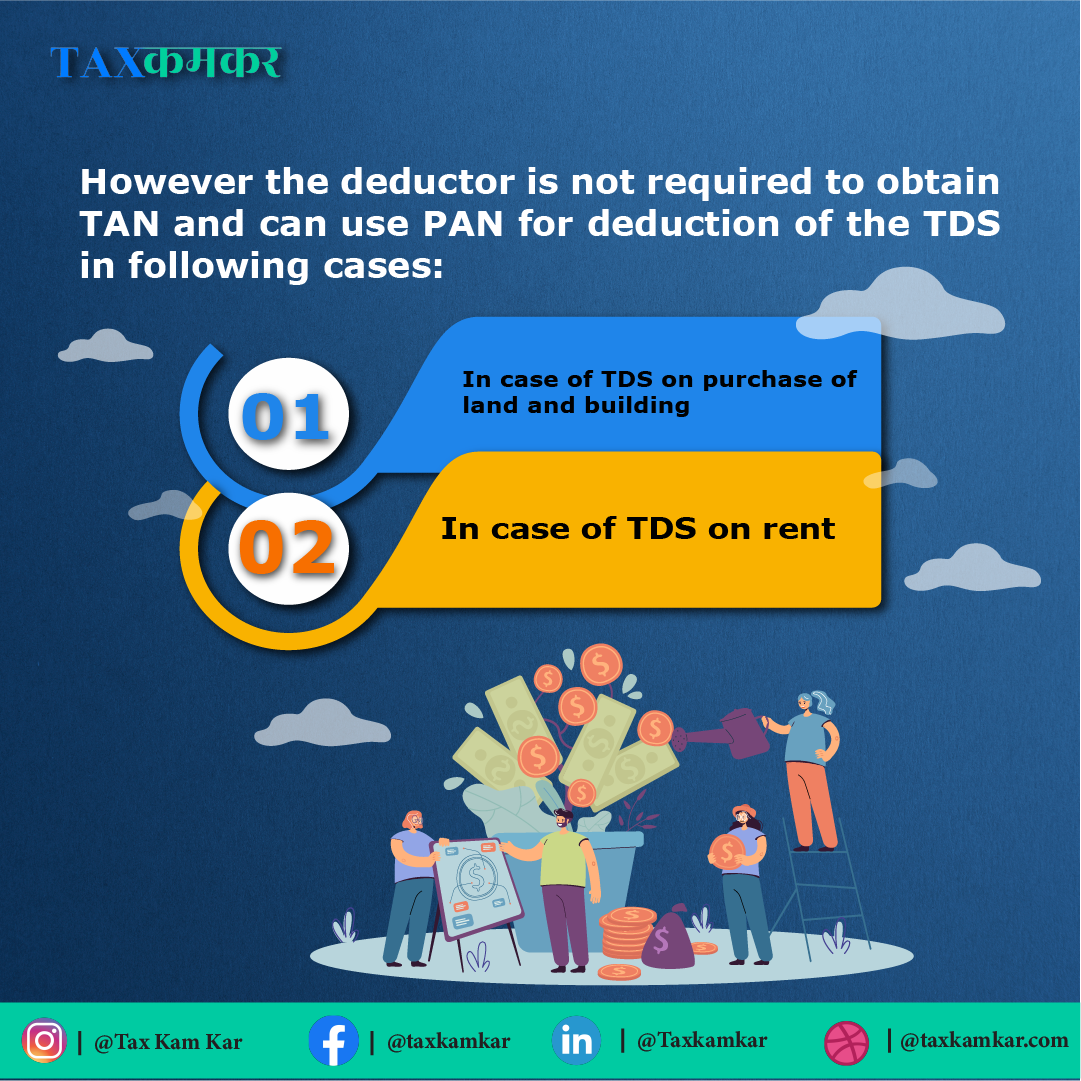 TAXकमकर
However the deductor is not required to obtain
TAN and can use PAN for deduction of the TDS
in following cases:
01
In case of TDS on purchase of
land and building
02
In case of TDS on rent
| @Tax Kam Kar
| @taxkamkar
| @Taxkamkar
| @taxkamkar.com